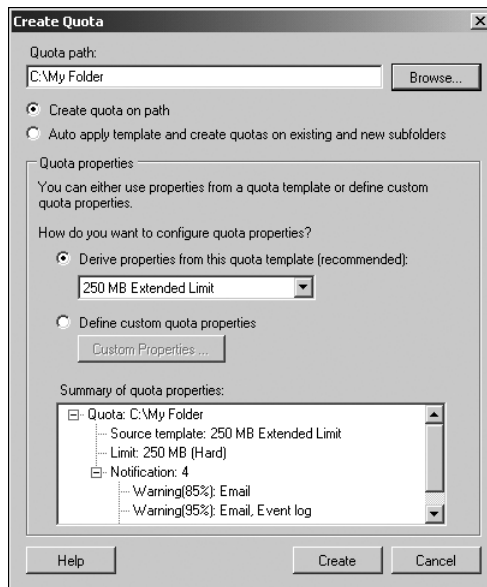 Create Quota
Quota path:
C:\My Folder
Browse...
Create quota on path
Auto apply template and create quotas on existing and new subfolders
Quota properties
You can either use properties from a quota template or define custom
quota properties.
How do you want to configure quota properties?
Derive properties from this quota template (recommended):
250 MB Extended Limit
Define custom quota properties
Custom Properties ...
Summary of quota properties:
Quota: C:\My Folder
Source template: 250 MB Extended Limit
Limit: 250 MB (Hard)
Notification: 4
Warning(85%): Email
Warning(95%): Email, Event log
Help
Create
Cancel